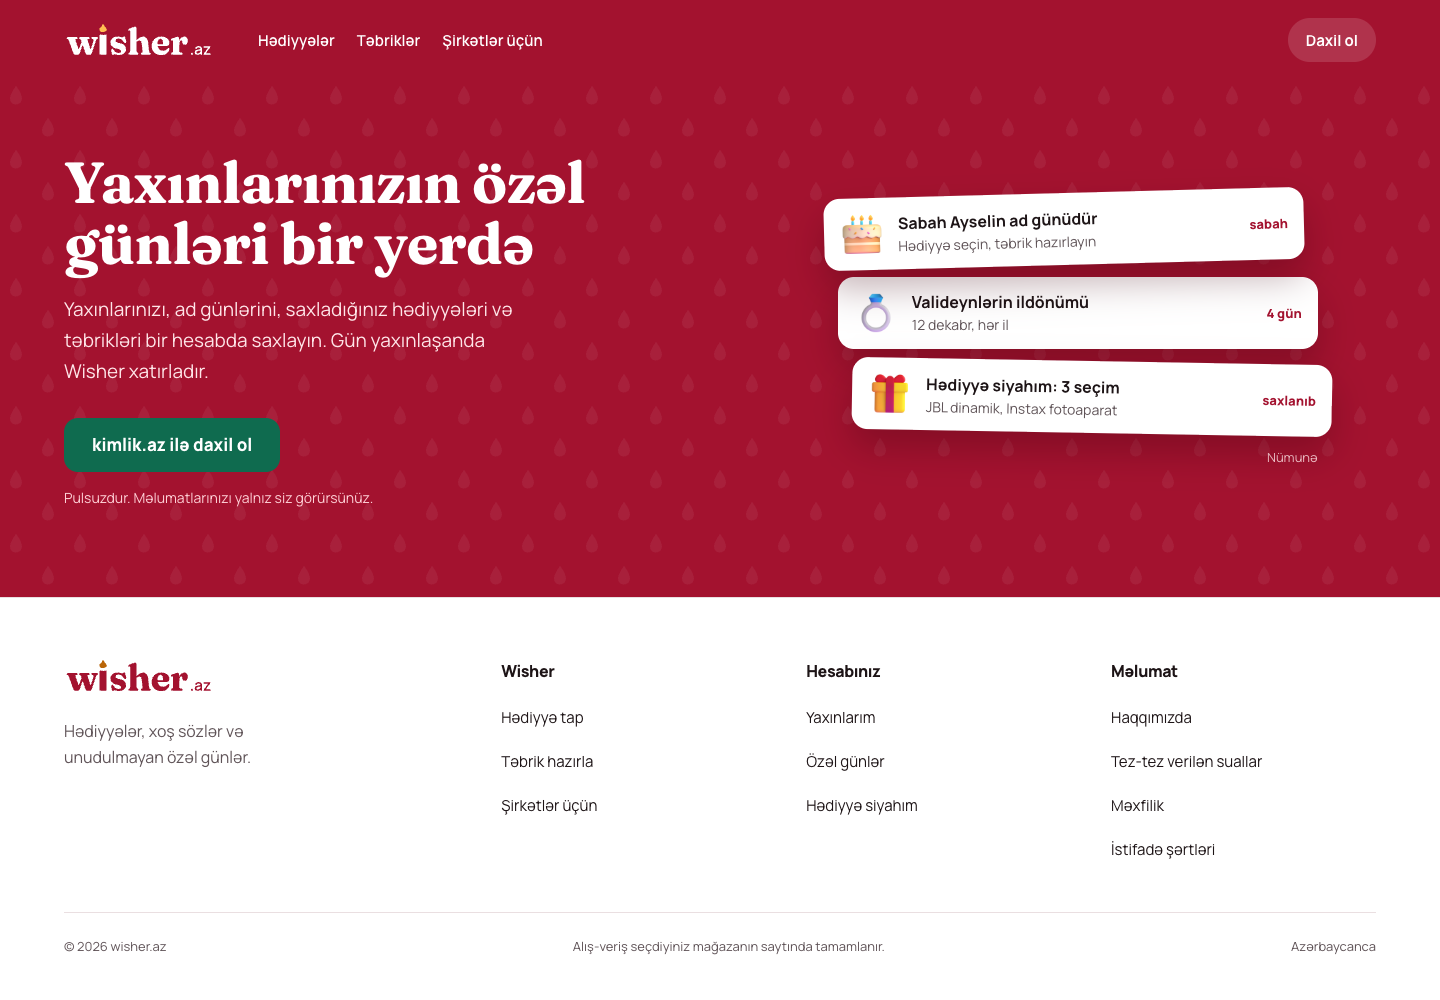 wisher.az
Hədiyyələr
Təbriklər
Şirkətlər üçün
Daxil ol
Yaxınlarınızın özəl
günləri bir yerdə
Yaxınlarınızı, ad günlərini, saxladığınız hədiyyələri və
təbrikləri bir hesabda saxlayın. Gün yaxınlaşanda
Wisher xatırladır.
kimlik.az ilə daxil ol
Pulsuzdur. Məlumatlarınızı yalnız siz görürsünüz.
Sabah Ayselin ad günüdür
Hədiyyə seçin, təbrik hazırlayın
sabah
Valideynlərin ildönümü
12 dekabr, hər il
4 gün
Hədiyyə siyahım: 3 seçim
JBL dinamik, Instax fotoaparat
saxlanıb
Nümunə
wisher.az
Hədiyyələr, xoş sözlər və
unudulmayan özəl günlər.
Wisher
Hədiyyə tap
Təbrik hazırla
Şirkətlər üçün
Hesabınız
Yaxınlarım
Özəl günlər
Hədiyyə siyahım
Məlumat
Haqqımızda
Tez-tez verilən suallar
Məxfilik
İstifadə şərtləri
© 2026 wisher.az
Alış-veriş seçdiyiniz mağazanın saytında tamamlanır.
Azərbaycanca